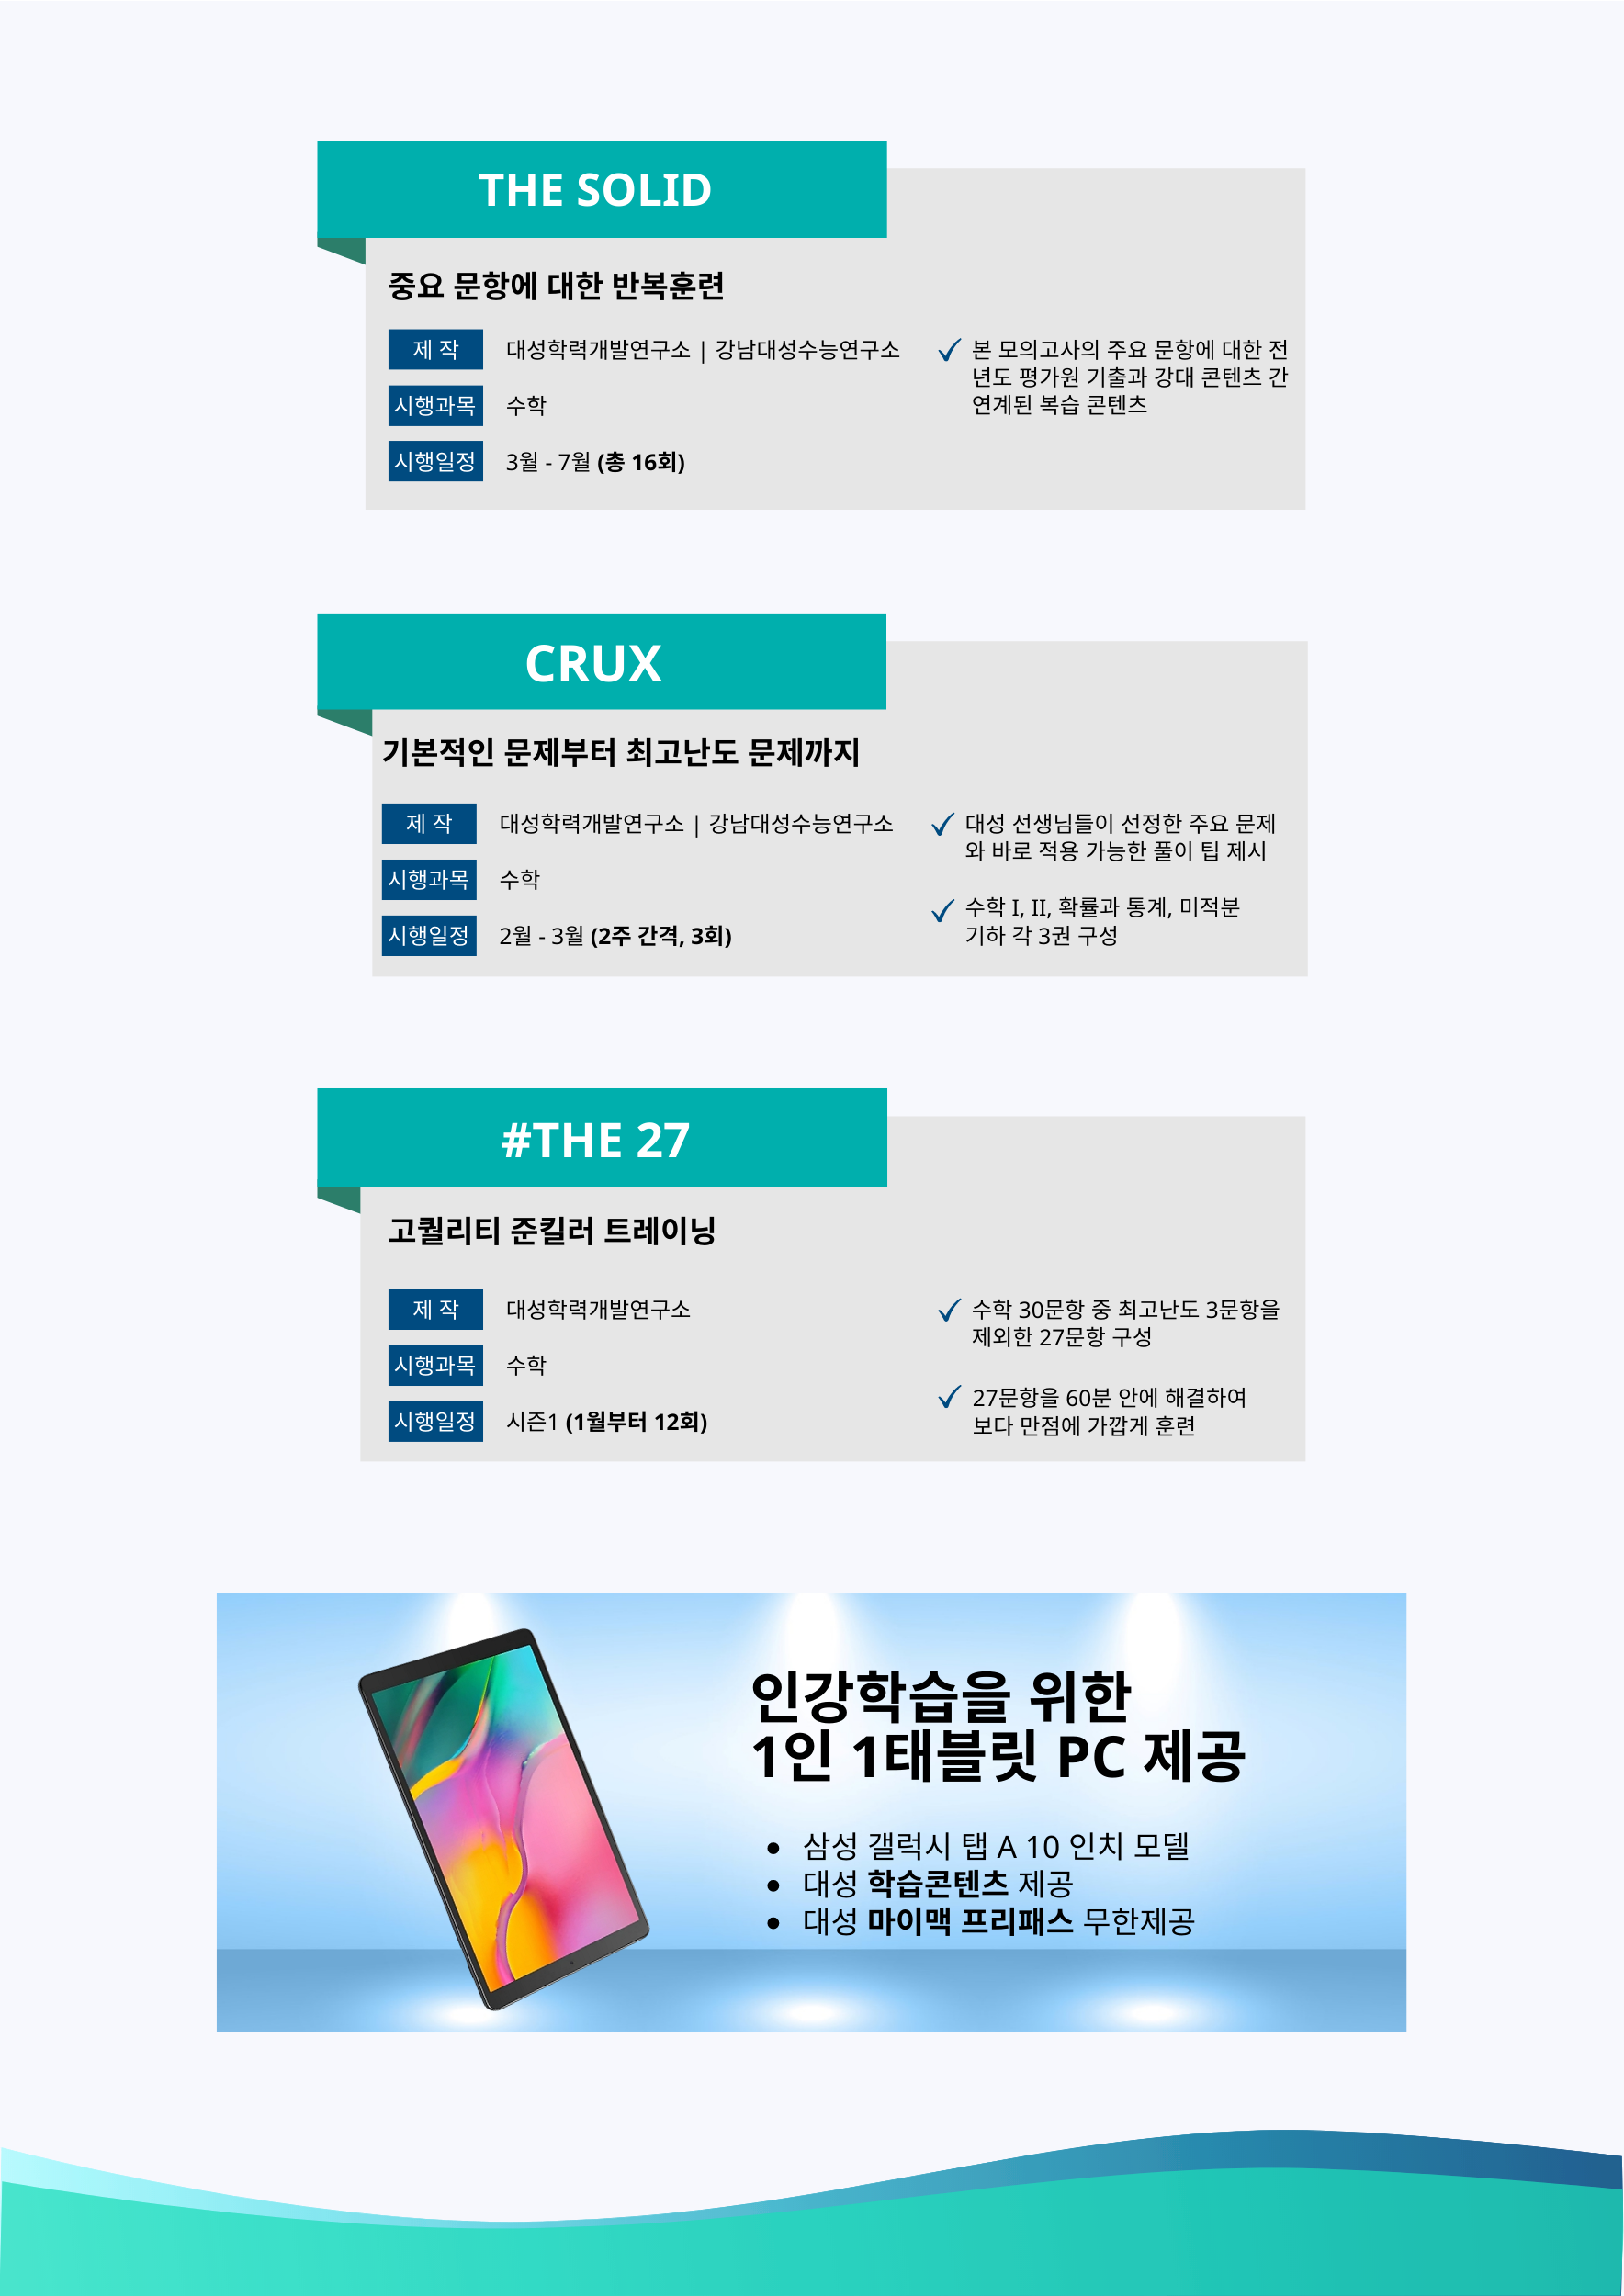 THE SOLID
중요 문항에 대한 반복훈련
제 작
대성학력개발연구소 | 강남대성수능연구소
시행과목
수학
시행일정
3월 - 7월 (총 16회)
본 모의고사의 주요 문항에 대한 전
년도 평가원 기출과 강대 콘텐츠 간
연계된 복습 콘텐츠
CRUX
기본적인 문제부터 최고난도 문제까지
제 작
대성학력개발연구소 | 강남대성수능연구소
시행과목
수학
시행일정
2월 - 3월 (2주 간격, 3회)
대성 선생님들이 선정한 주요 문제
와 바로 적용 가능한 풀이 팁 제시
수학 I, II, 확률과 통계, 미적분
기하 각 3권 구성
#THE 27
고퀄리티 준킬러 트레이닝
제 작
대성학력개발연구소
시행과목
수학
시행일정
시즌1 (1월부터 12회)
수학 30문항 중 최고난도 3문항을
제외한 27문항 구성
27문항을 60분 안에 해결하여
보다 만점에 가깝게 훈련
인강학습을 위한
1인 1태블릿 PC 제공
• 삼성 갤럭시 탭 A 10 인치 모델
• 대성 학습콘텐츠 제공
• 대성 마이맥 프리패스 무한제공